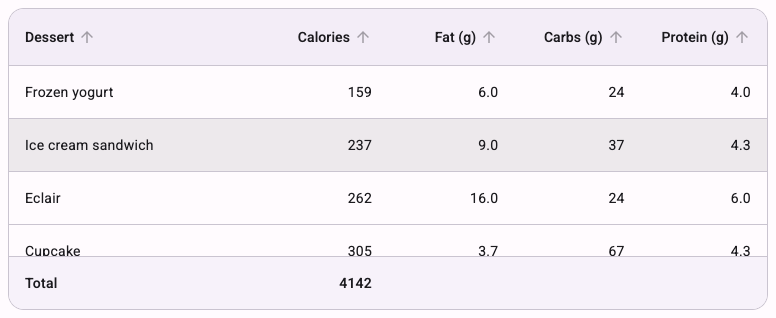 Dessert Calories Fat (g) Carbs (g) Protein (g)
Frozen yogurt 159 6.0 24 4.0
Ice cream sandwich 237 9.0 37 4.3
Eclair 262 16.0 24 6.0
Cupcake 305 3.7 67 4.3
Total 4142